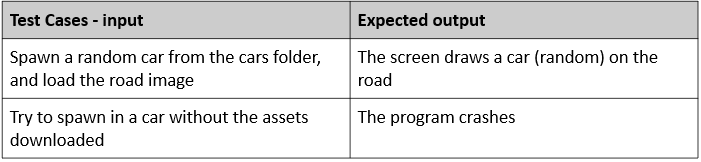 Test Cases - input
Expected output
Spawn a random car from the cars folder,
and load the road image
The screen draws a car (random) on the
road
Try to spawn in a car without the assets
downloaded
The program crashes